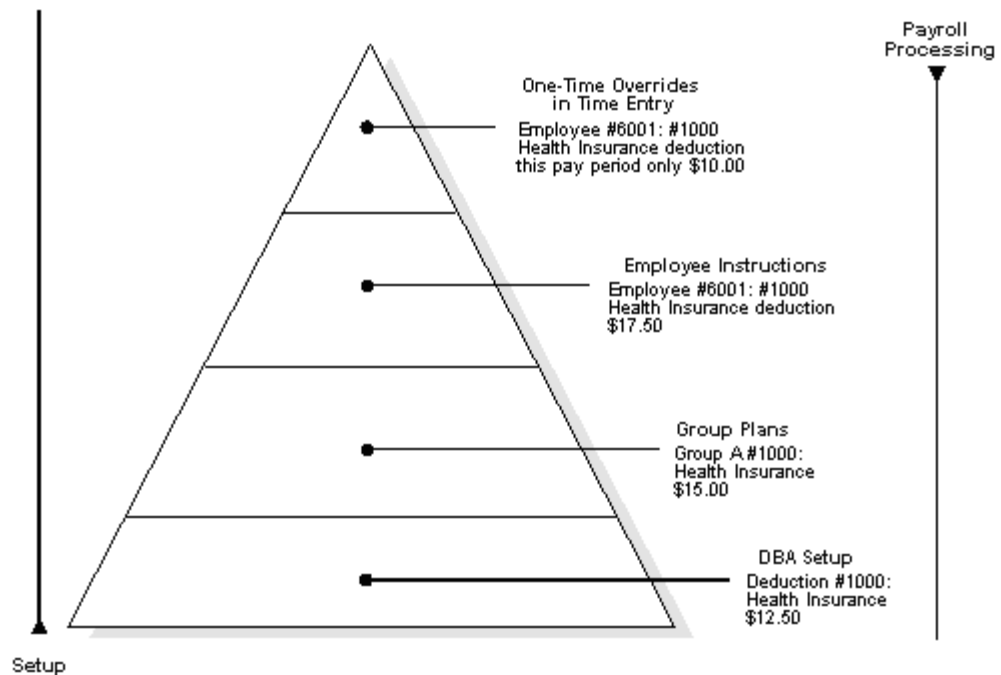 Payroll
Processing
One-Time Overrides
in Time Entry
Employee #6001: #1000
Health Insurance deduction
this pay period only $10.00
Employee Instructions
Employee #6001: #1000
Health Insurance deduction
$17.50
Group Plans
Group A #1000:
Health Insurance
$15.00
DBA Setup
Deduction #1000:
Health Insurance
$12.50
Setup